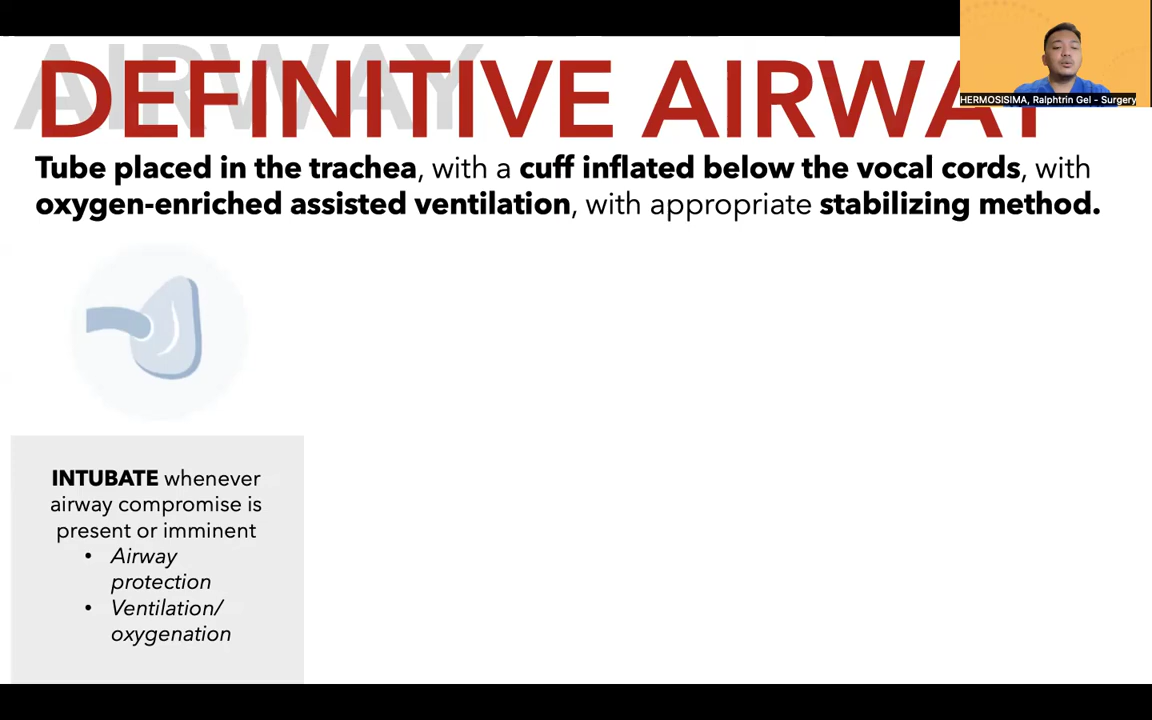 AIRWAY
DEFINITIVE AIRWAY
HERMOSISIMA, Ralphtrin Gel - Surgery
Tube placed in the trachea, with a cuff inflated below the vocal cords, with
oxygen-enriched assisted ventilation, with appropriate stabilizing method.
INTUBATE whenever
airway compromise is
present or imminent
• Airway
protection
• Ventilation/
oxygenation